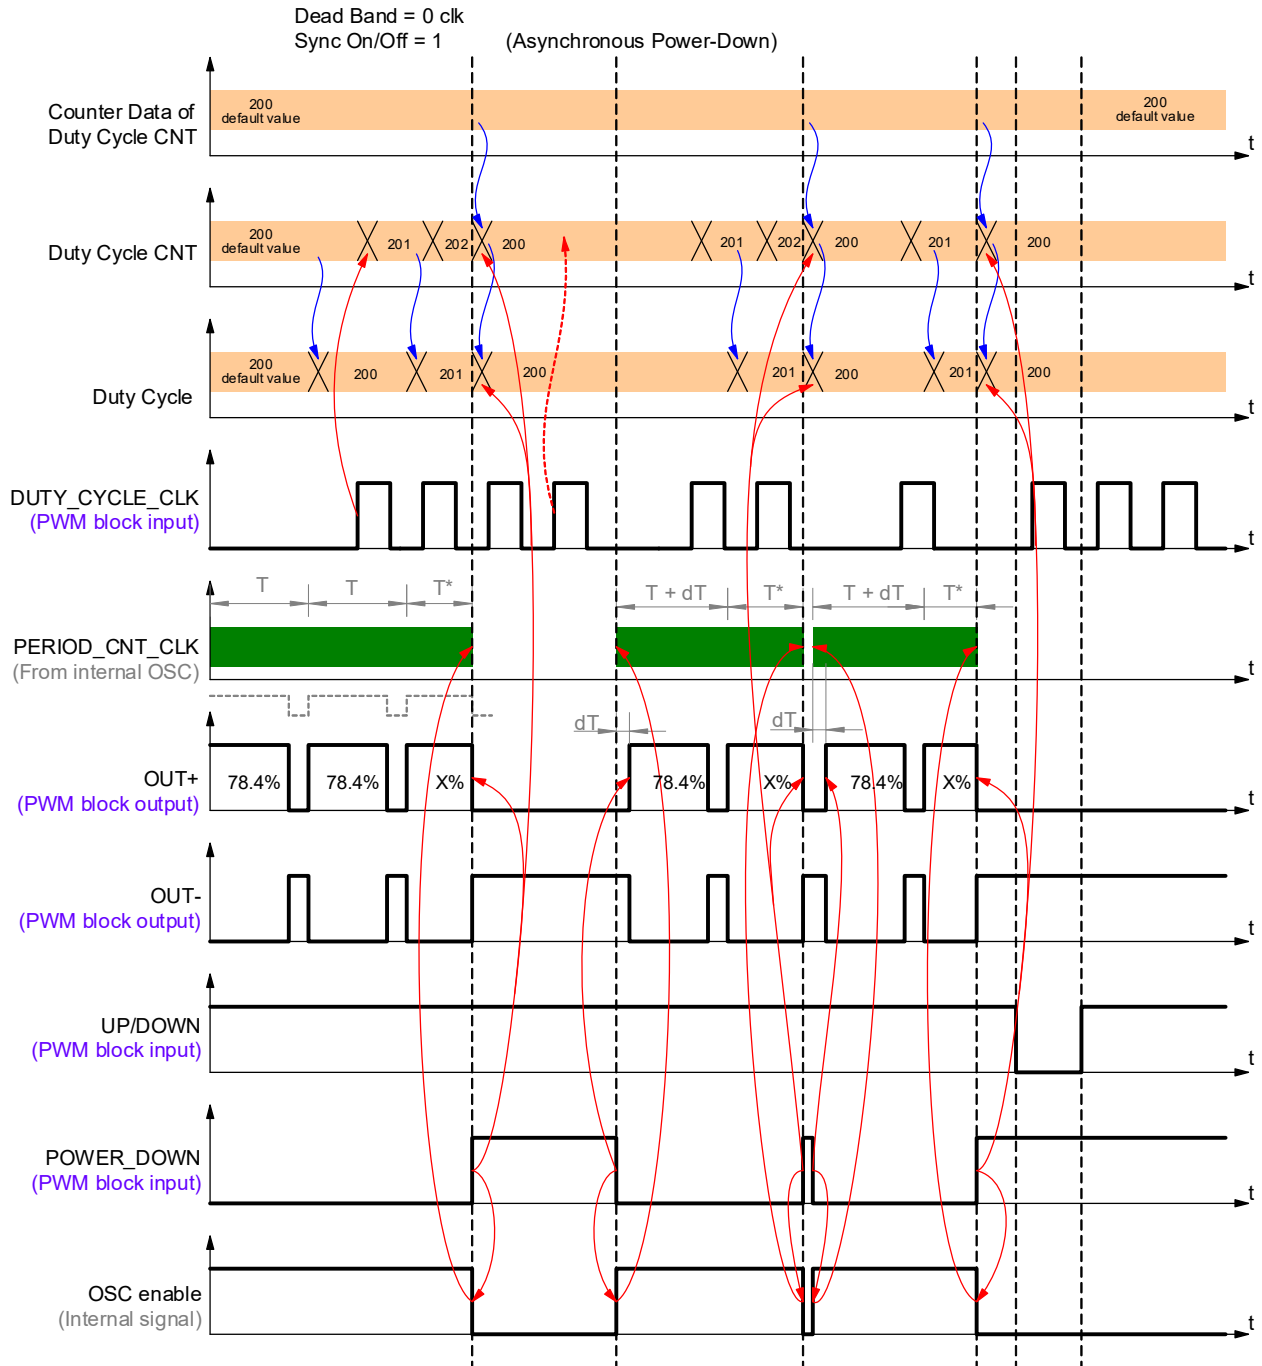 Dead Band = 0 clk
Sync On/Off = 1 (Asynchronous Power-Down)
Counter Data of
Duty Cycle CNT
200
default value
200
default value
t
Duty Cycle CNT
200
default value
201
202
200
201
202
200
201
200
t
Duty Cycle
200
default value
200
201
200
201
200
201
200
t
DUTY_CYCLE_CLK
(PWM block input)
t
T
T
T*
T + dT
T*
T + dT
T*
PERIOD_CNT_CLK
(From internal OSC)
t
dT
dT
OUT+
(PWM block output)
78.4%
78.4%
X%
78.4%
X%
78.4%
X%
t
OUT-
(PWM block output)
t
UP/DOWN
(PWM block input)
t
POWER_DOWN
(PWM block input)
t
OSC enable
(Internal signal)
t